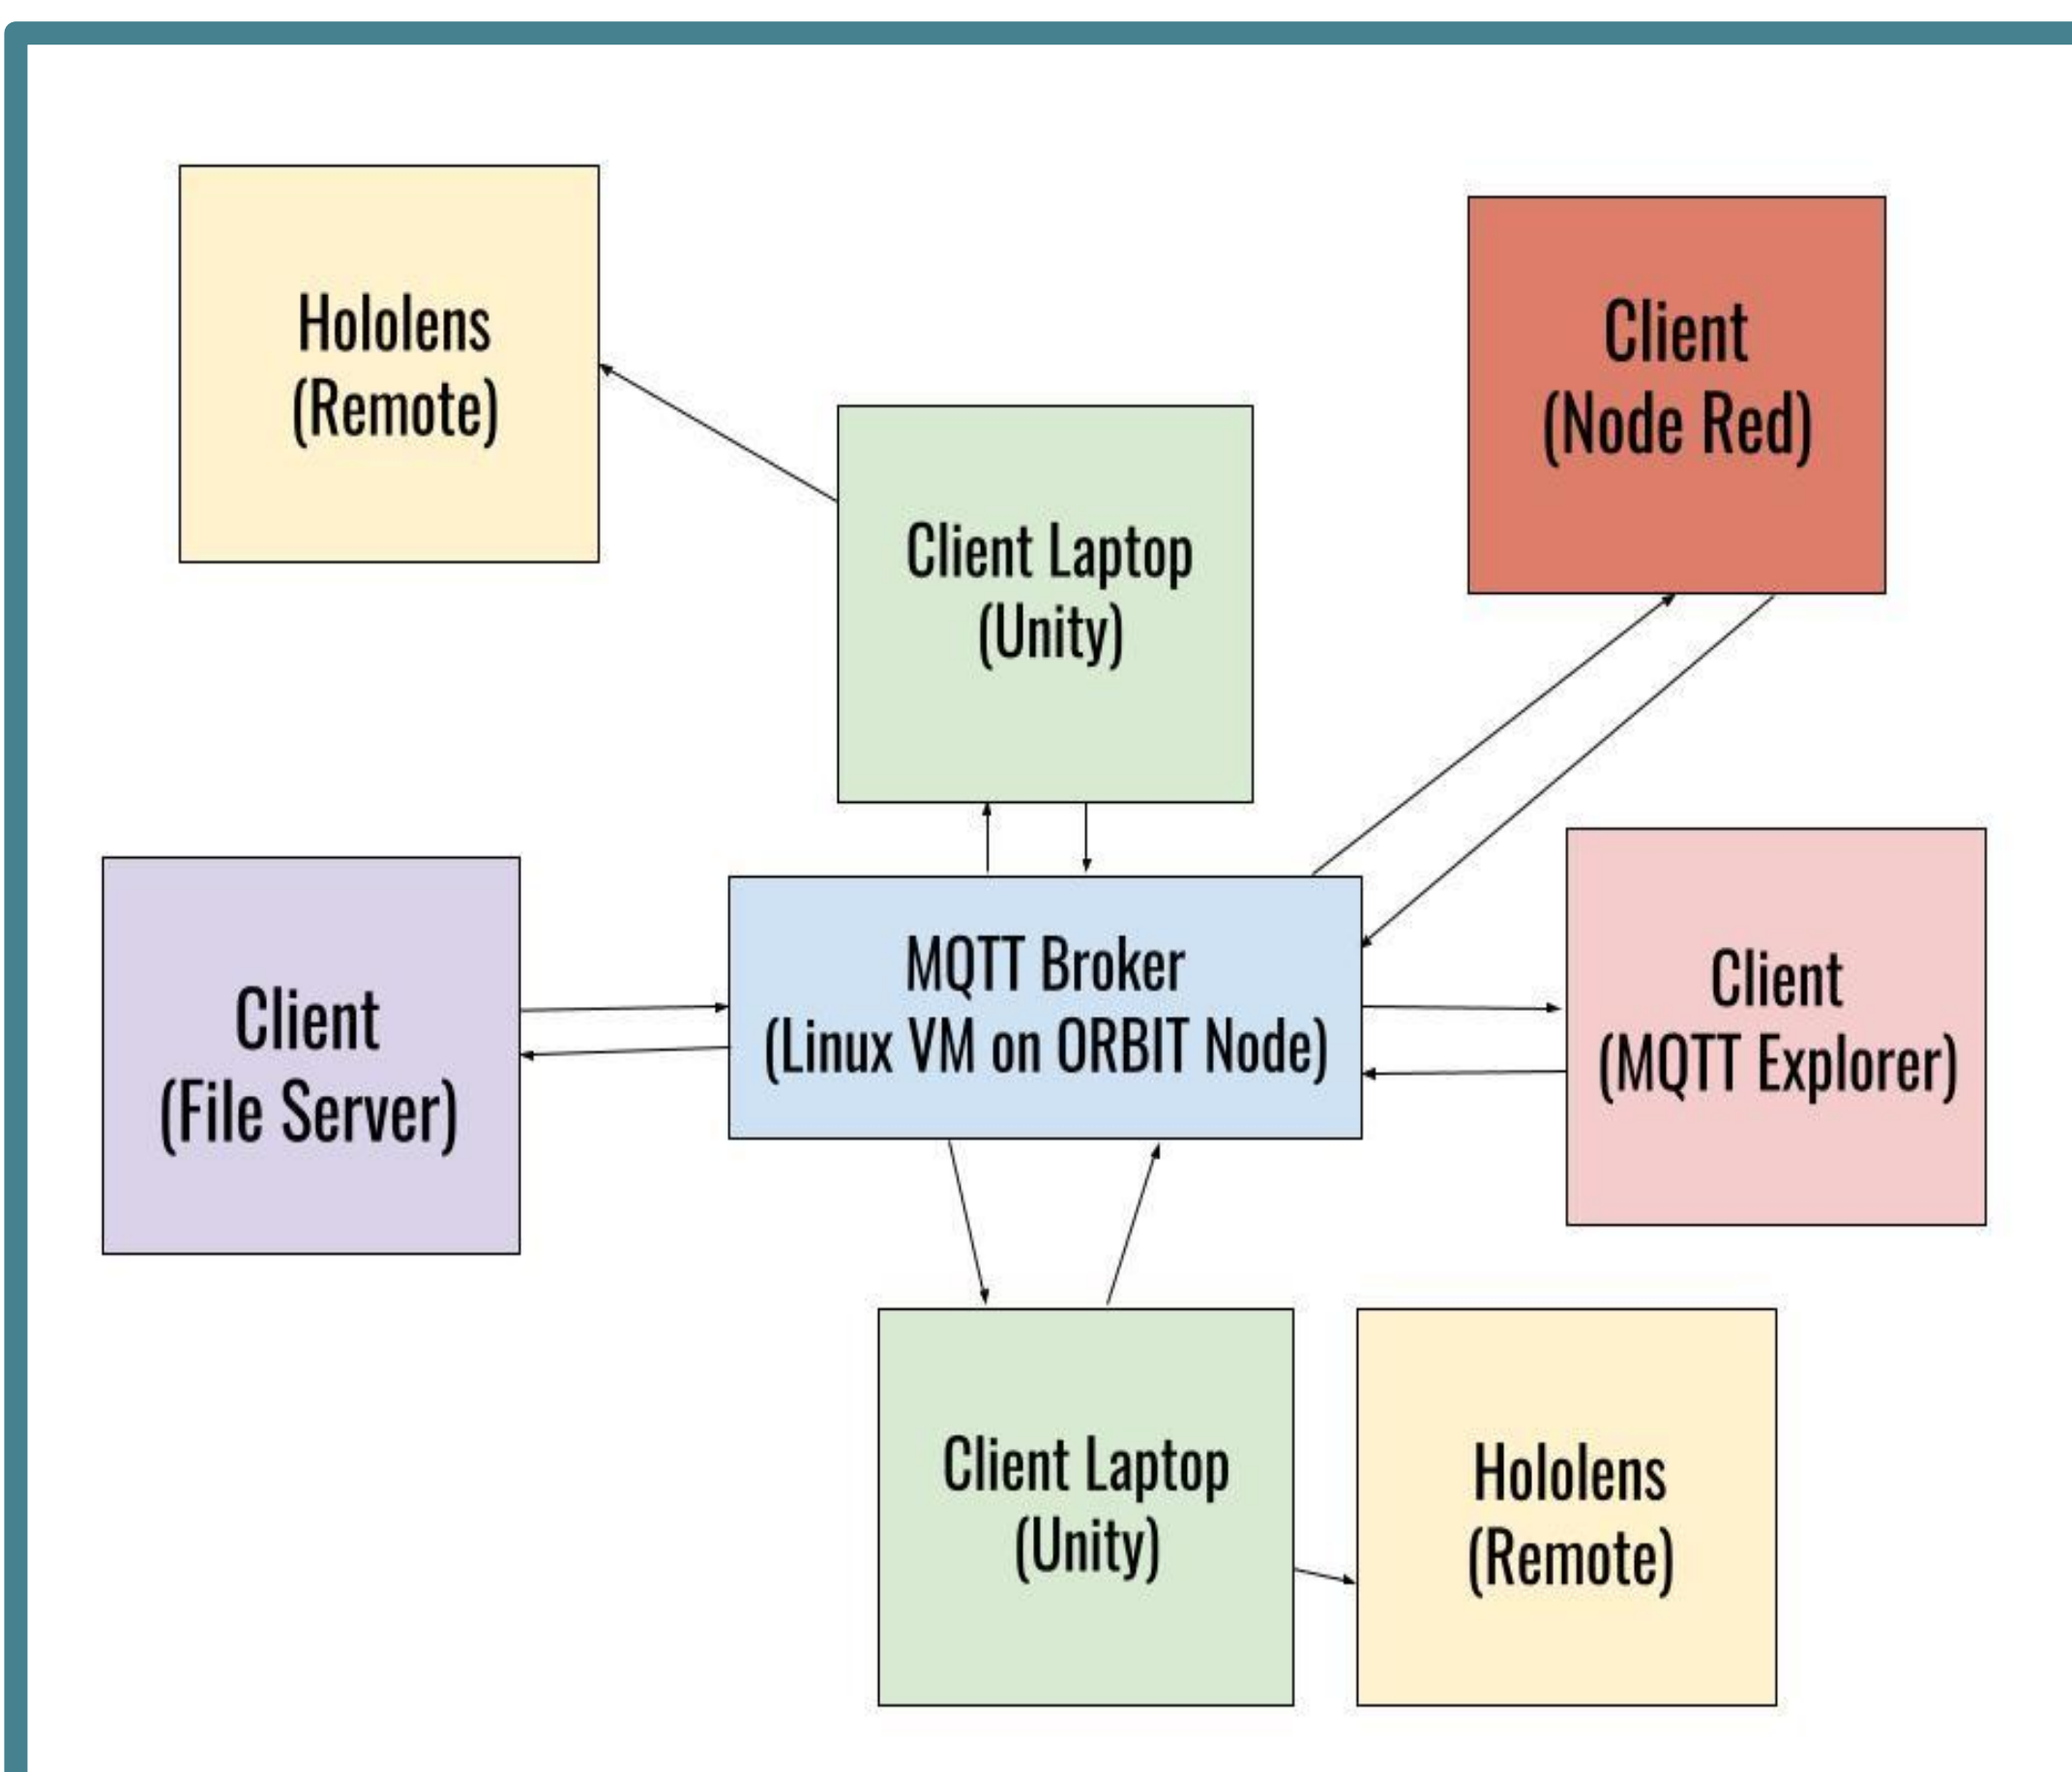 Hololens
(Remote)
Client
(Node Red)
Client Laptop
(Unity)
Client
(File Server)
MQTT Broker
(Linux VM on ORBIT Node)
Client
(MQTT Explorer)
Client Laptop
(Unity)
Hololens
(Remote)